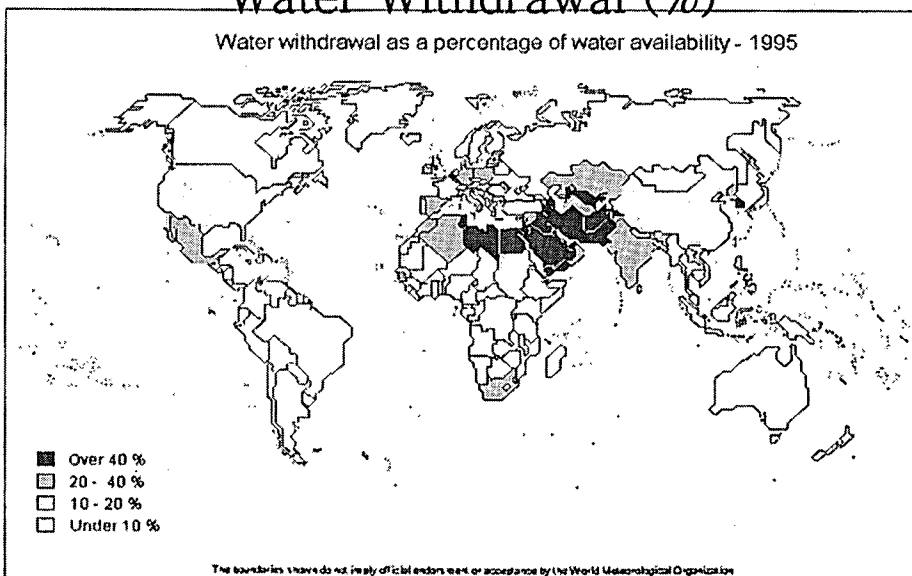 Water Withdrawal (%)
Water withdrawal as a percentage of water availability - 1995
Over 40 %
20 - 40 %
10 - 20 %
Under 10 %
The boundaries shown do not imply official endorsement or acceptance by the World Meteorological Organization